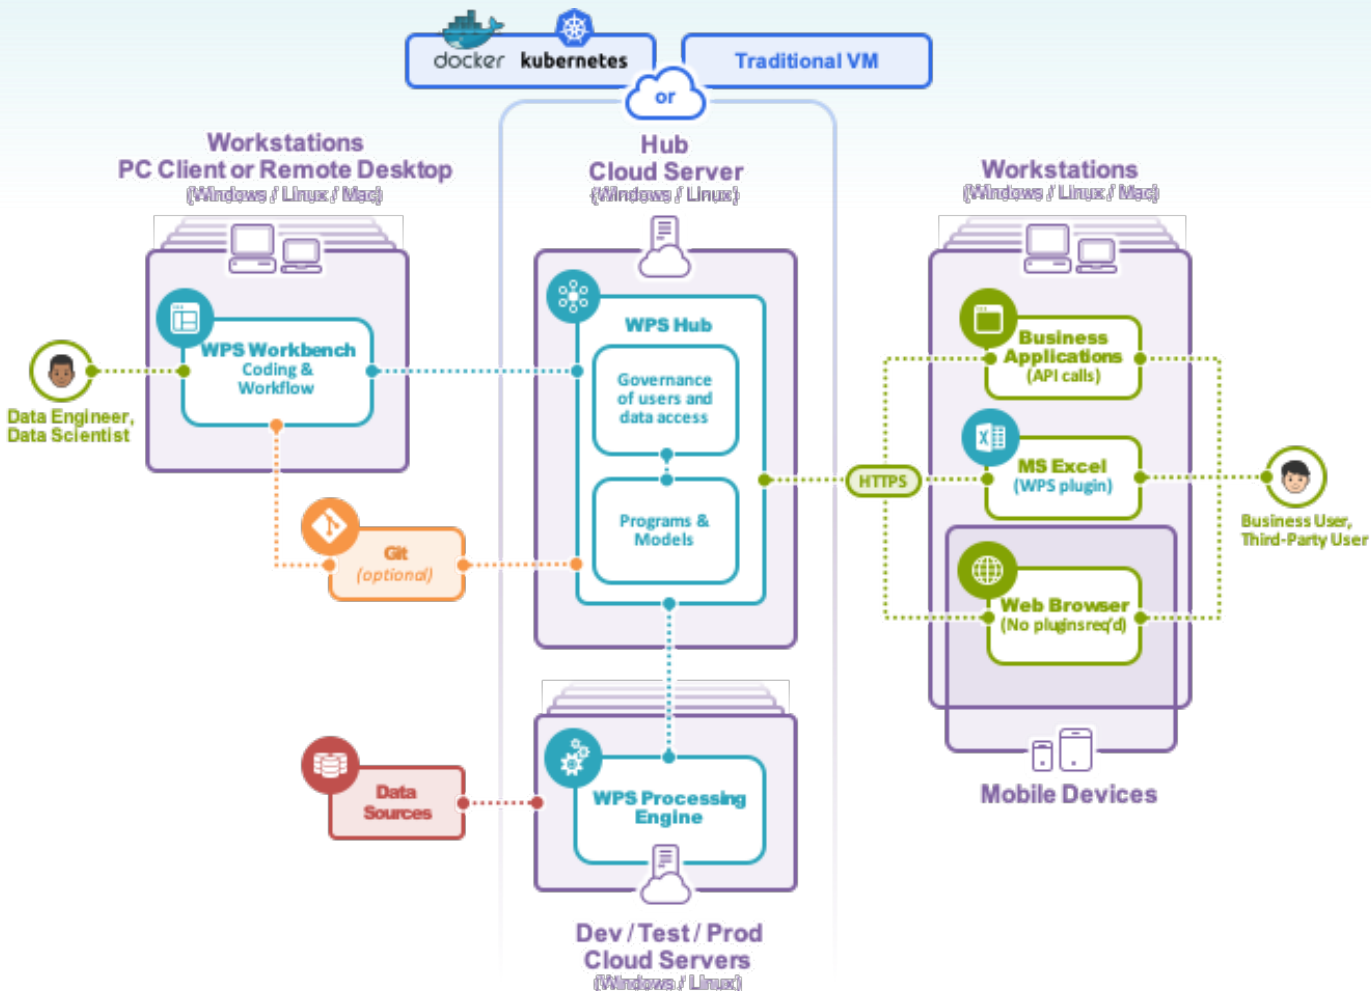 docker kubernetes
Traditional VM
or
Workstations
PC Client or Remote Desktop
(Windows / Linux / Mac)
Hub
Cloud Server
(Windows / Linux)
Workstations
(Windows / Linux / Mac)
WPS Workbench
Coding &
Workflow
Data Engineer,
Data Scientist
WPS Hub
Governance
of users and
data access
Programs &
Models
Git
(optional)
HTTPS
Business
Applications
(API calls)
MS Excel
(WPS plugin)
Web Browser
(No pluginsreq'd)
Business User,
Third-Party User
Mobile Devices
Data
Sources
WPS Processing
Engine
Dev / Test / Prod
Cloud Servers
(Windows / Linux)